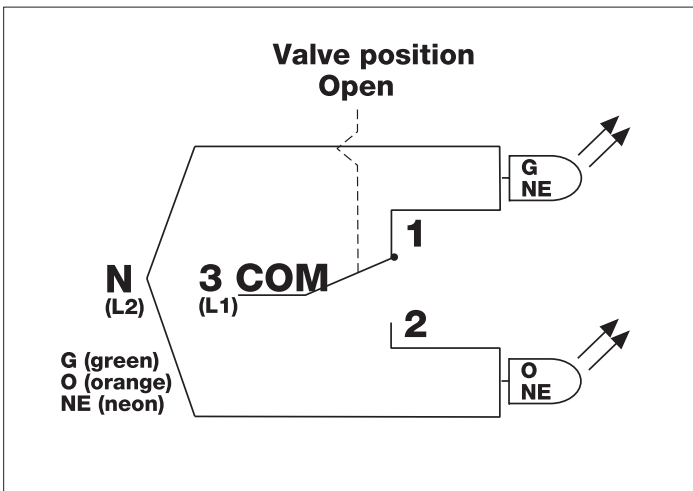 Valve position
Open
G
NE
1
N
(L2)
3 COM
(L1)
2
G (green)
O (orange)
NE (neon)
O
NE